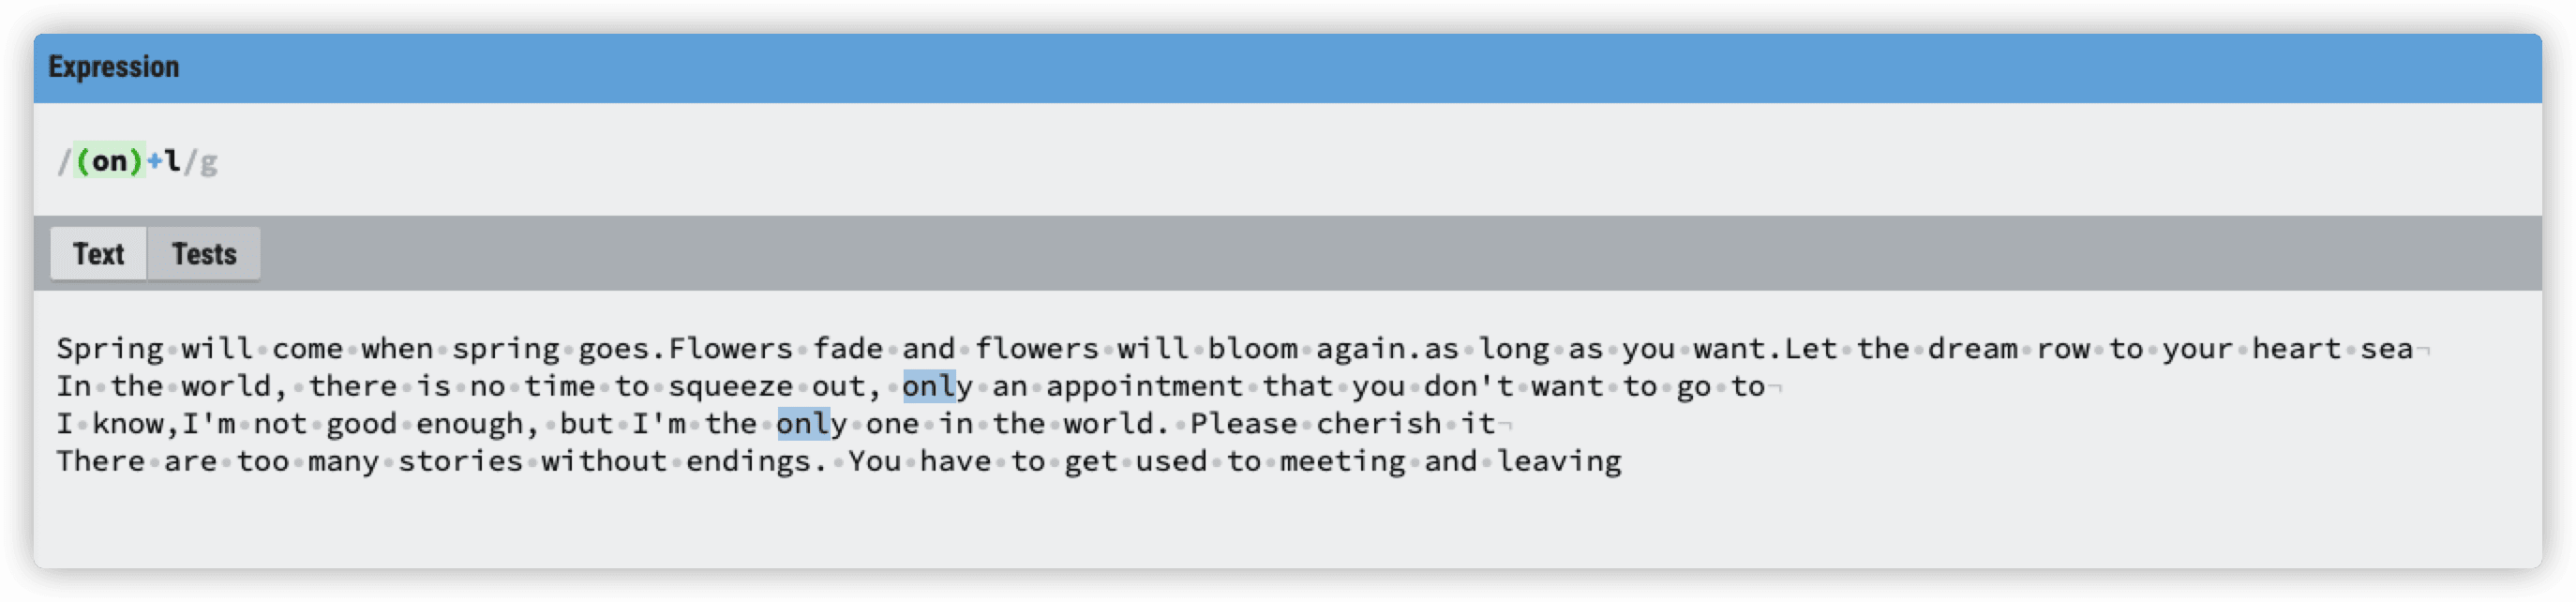 Expression
/(on)+l/g
Text Tests
Spring·will·come·when·spring·goes.Flowers·fade·and·flowers·will·bloom·again.as·long·as·you·want.Let·the·dream·row·to·your·heart·sea¬
In·the·world,·there·is·no·time·to·squeeze·out,·only·an·appointment·that·you·don't·want·to·go·to¬
I·know,I'm·not·good·enough,·but·I'm·the·only·one·in·the·world.·Please·cherish·it¬
There·are·too·many·stories·without·endings.·You·have·to·get·used·to·meeting·and·leaving